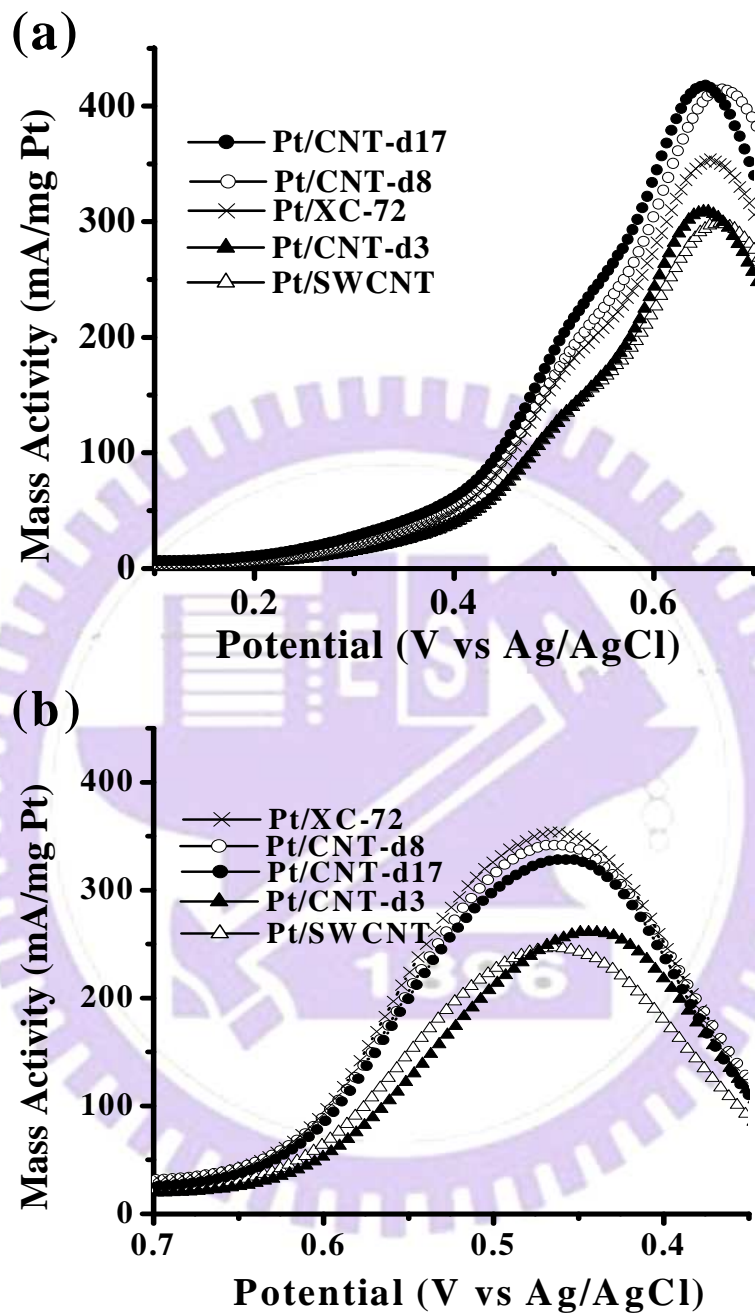 (a)
Mass Activity (mA/mg Pt)
400
300
200
100
0
Pt/CNT-d17
Pt/CNT-d8
Pt/XC-72
Pt/CNT-d3
Pt/SWCNT
0.2 0.4 0.6
Potential (V vs Ag/AgCl)
E S A
(b)
Mass Activity (mA/mg Pt)
400
300
200
100
0
Pt/XC-72
Pt/CNT-d8
Pt/CNT-d17
Pt/CNT-d3
Pt/SWCNT
1896
0.7 0.6 0.5 0.4
Potential (V vs Ag/AgCl)